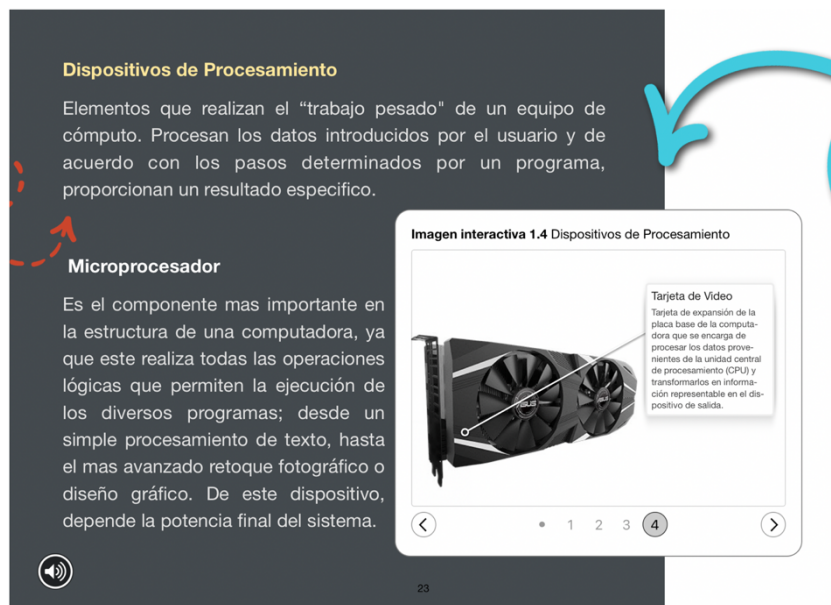 Dispositivos de Procesamiento
Elementos que realizan el “trabajo pesado" de un equipo de
cómputo. Procesan los datos introducidos por el usuario y de
acuerdo con los pasos determinados por un programa,
proporcionan un resultado especifico.
Microprocesador
Es el componente mas importante en
la estructura de una computadora, ya
que este realiza todas las operaciones
lógicas que permiten la ejecución de
los diversos programas; desde un
simple procesamiento de texto, hasta
el mas avanzado retoque fotográfico o
diseño gráfico. De este dispositivo,
depende la potencia final del sistema.
Imagen interactiva 1.4 Dispositivos de Procesamiento
Tarjeta de Video
Tarjeta de expansión de la
placa base de la computa-
dora que se encarga de
procesar los datos prove-
nientes de la unidad central
de procesamiento (CPU) y
transformarlos en informa-
ción representable en el dis-
positivo de salida.
ASUS
ASUS
1 2 3 4
23